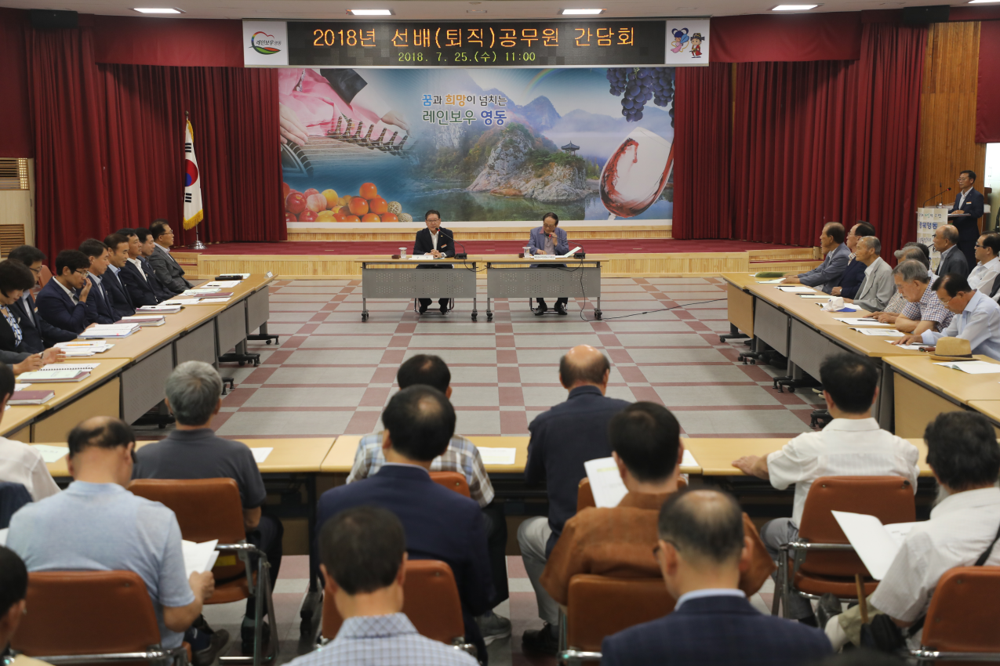 레인보우영동
2018년 선배(퇴직)공무원 간담회
2018. 7. 25.(수) 11:00
꿈과 희망이 넘치는
레인보우 영동